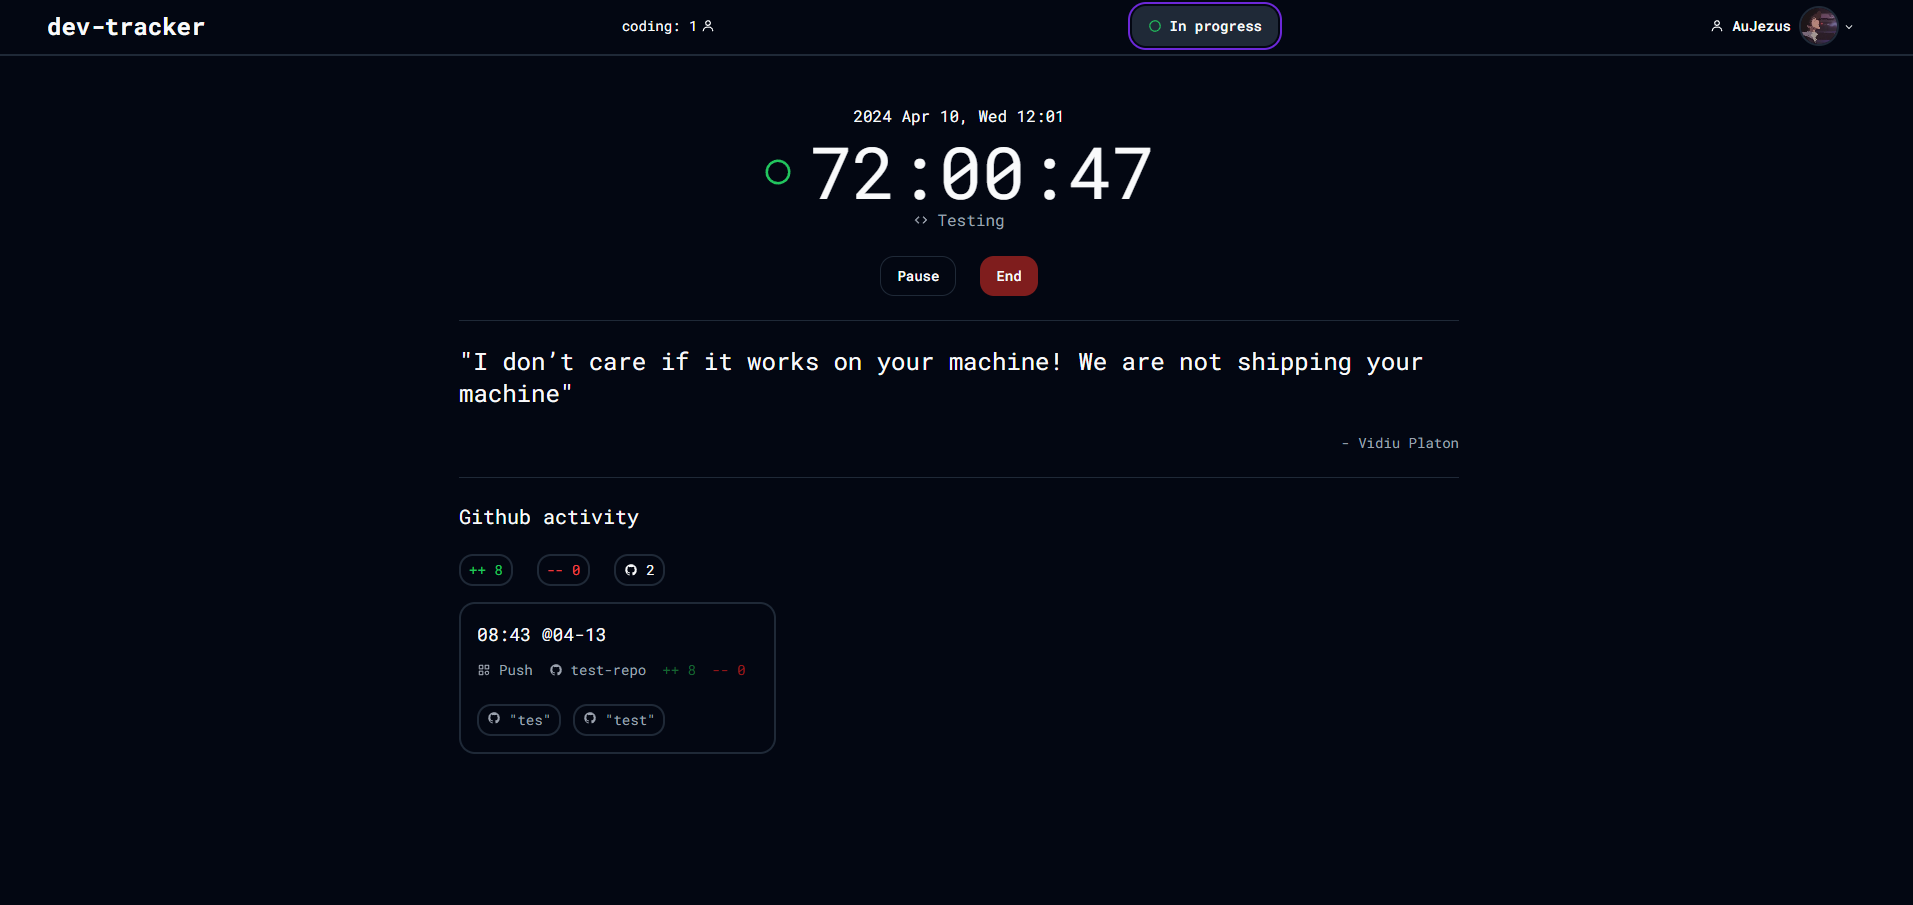 dev-tracker
coding: 1
In progress
AuJezus
2024 Apr 10, Wed 12:01
72:00:47
<> Testing
Pause
End
"I don’t care if it works on your machine! We are not shipping your
machine"
- Vidiu Platon
Github activity
++ 8
-- 0
2
08:43 @04-13
Push test-repo ++ 8 -- 0
"tes" "test"